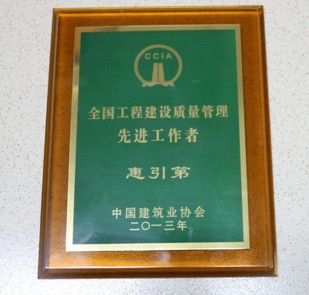 CCIA
全国工程建设质量管理
先进工作者
惠引第
中国建筑业协会
二〇一三年